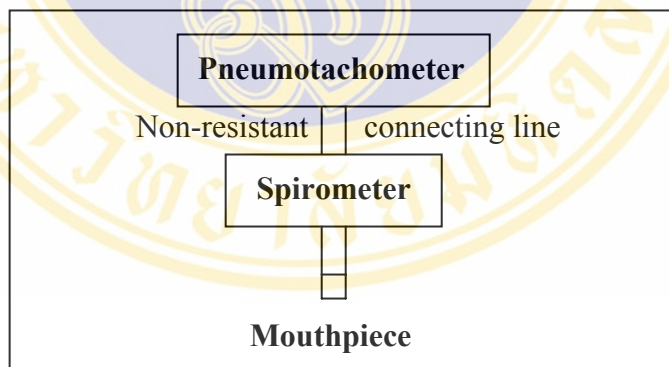 Pneumotachometer
Non-resistant connecting line
Spirometer
Mouthpiece